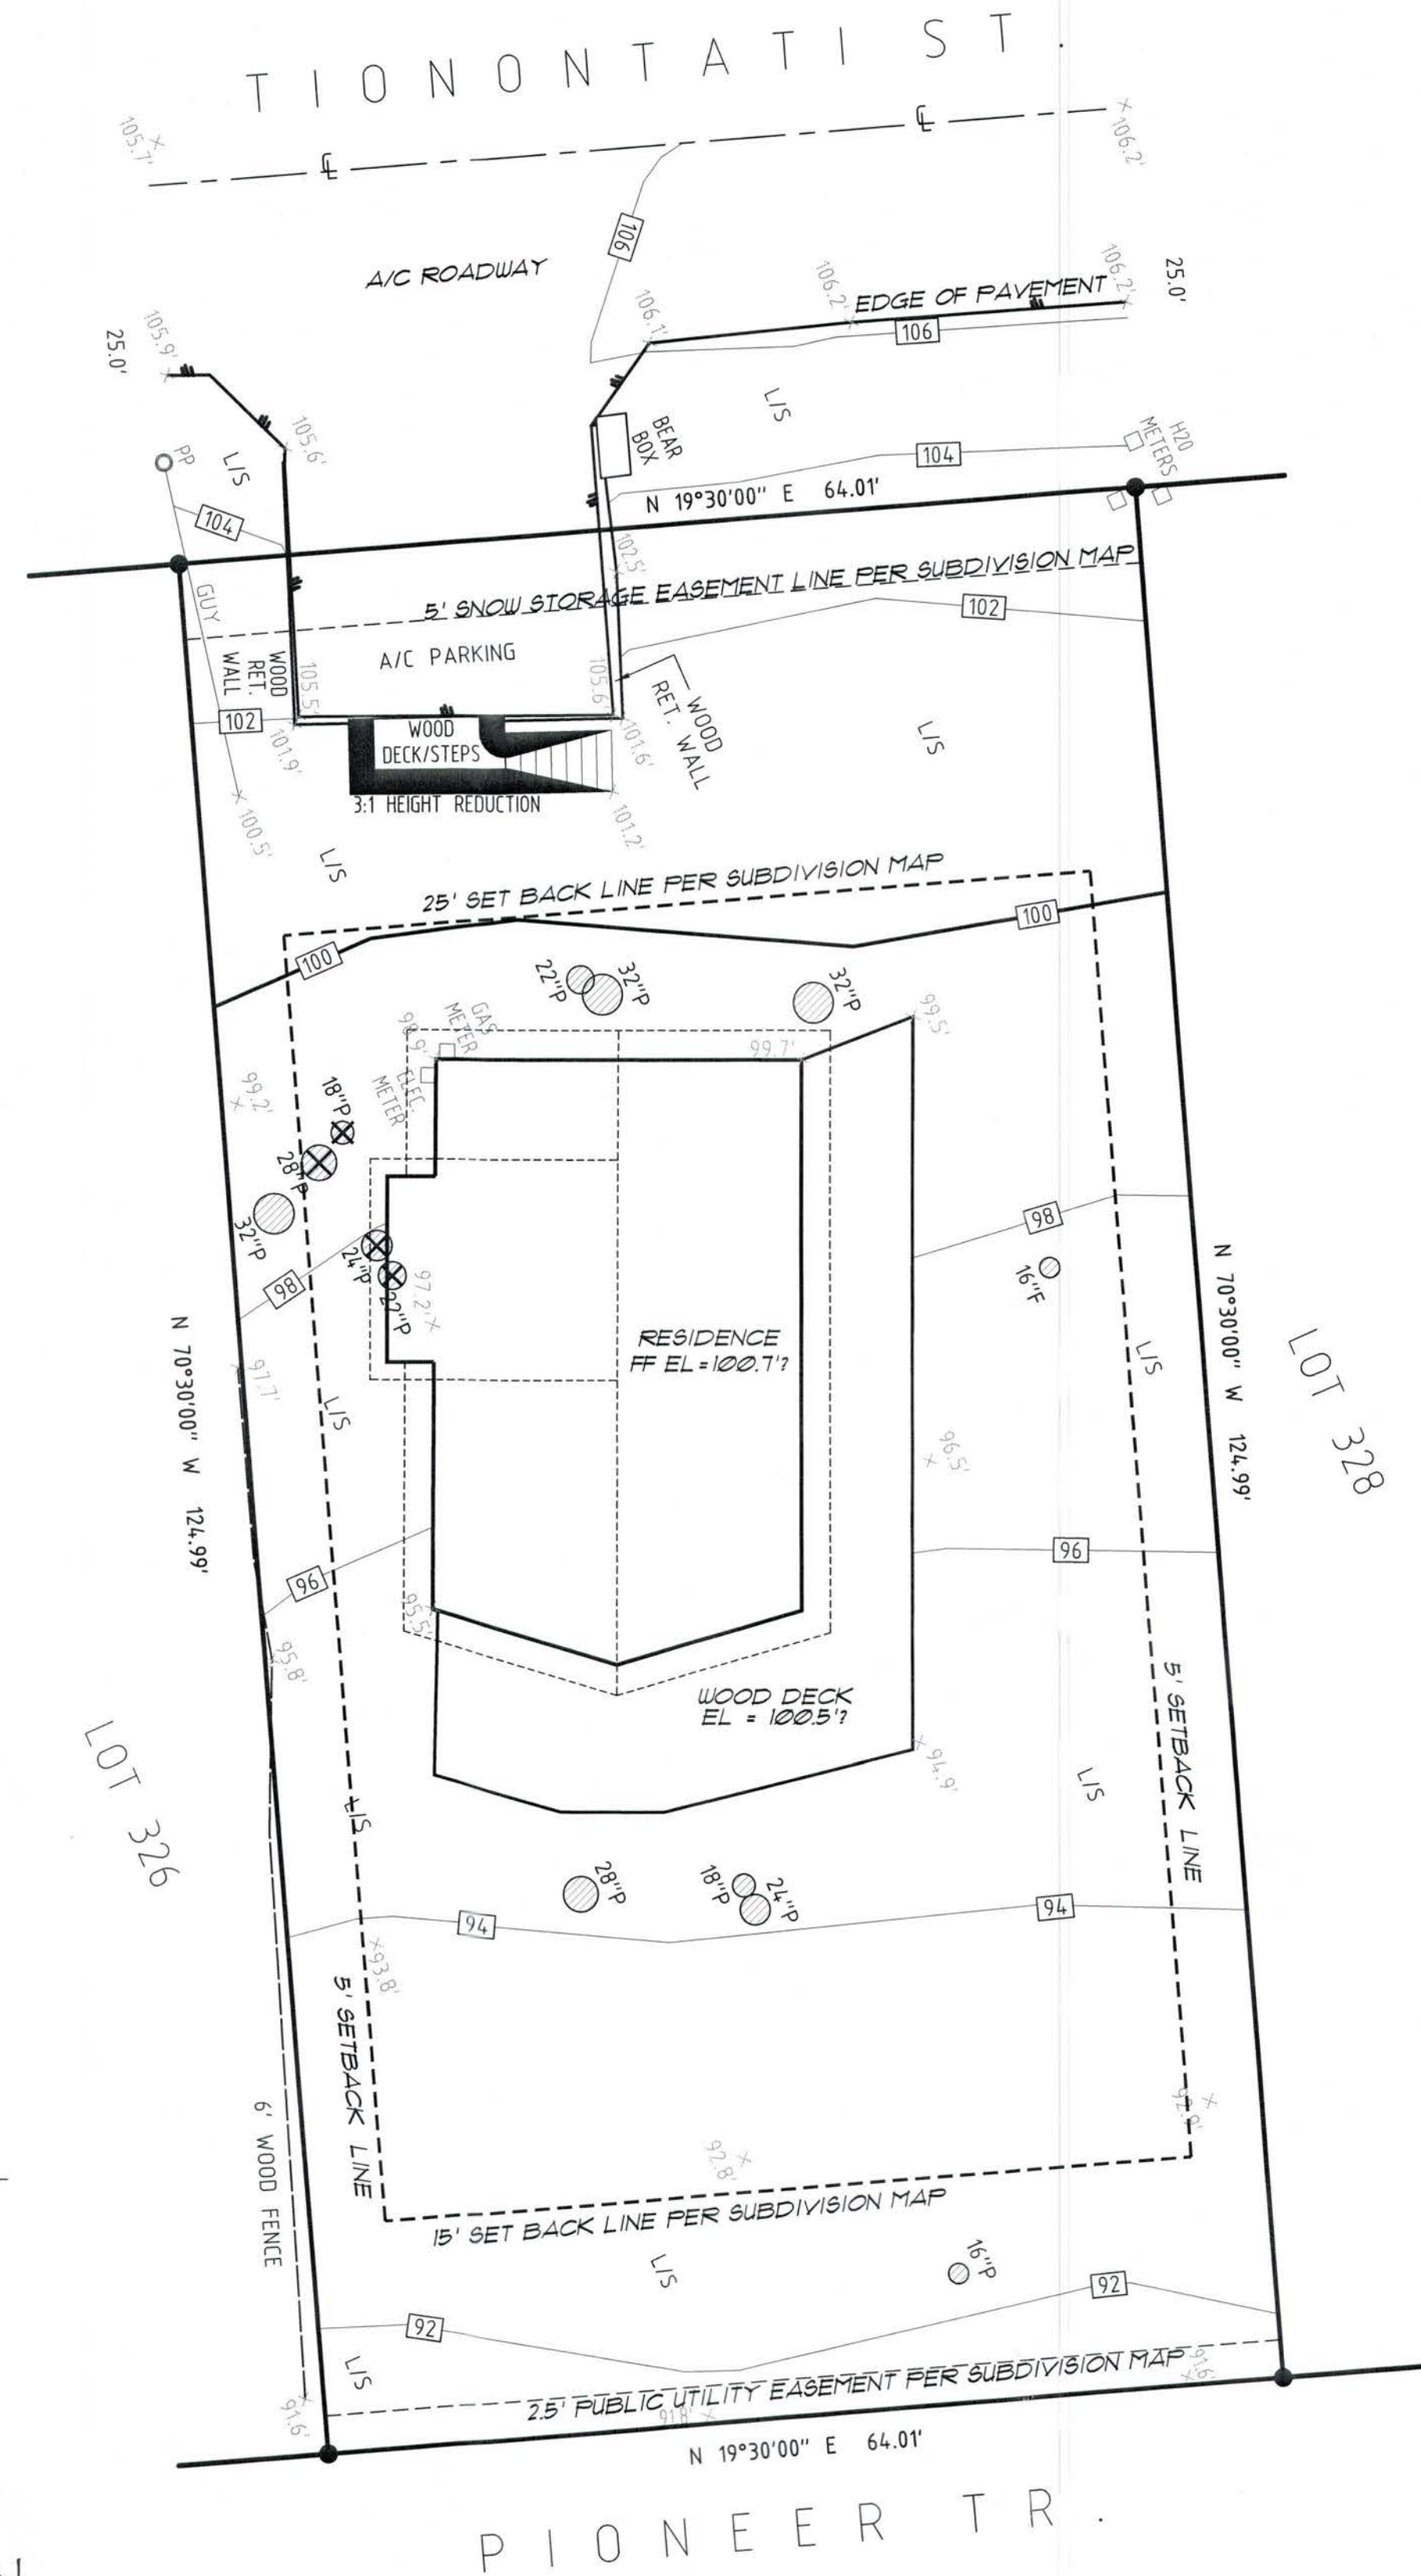 TIONONTATI ST.
105.7'
106.2'
106
A/C ROADWAY
25.0'
106.2'
106.2'
EDGE OF PAVEMENT
106
106.1'
105.9'
25.0'
105.6'
BEAR
BOX
L/S
104
H20
METERS
PP
L/S
104
N 19°30'00" E 64.01'
102.5'
GUY
5' SNOW STORAGE EASEMENT LINE PER SUBDIVISION MAP
102
A/C PARKING
WOOD
RET.
WALL
105.5'
105.6'
WOOD
RET. WALL
102
101.9'
WOOD
DECK/STEPS
101.6'
L/S
3:1 HEIGHT REDUCTION
100.5'
101.2'
L/S
25' SET BACK LINE PER SUBDIVISION MAP
100
100
22"P
32"P
32"P
99.5'
GAS
METER
98.9'
99.7'
ELEC.
METER
99.2'
18"P
28"P
32"P
98
24"P
22"P
97.2'
98
16"F
N 70°30'00" W 124.99'
97.7'
L/S
RESIDENCE
FF EL=100.7'?
L/S
N 70°30'00" W 124.99'
LOT 328
96.5'
96
96
95.5'
95.8'
WOOD DECK
EL = 100.5'?
94.9'
5' SETBACK LINE
LOT 326
L/S
L/S
28"P
18"P
24"P
94
94
93.8'
5' SETBACK LINE
6' WOOD FENCE
92.9'
92.8'
15' SET BACK LINE PER SUBDIVISION MAP
L/S
16"P
92
92
L/S
2.5' PUBLIC UTILITY EASEMENT PER SUBDIVISION MAP
91.6'
91.8'
91.6'
N 19°30'00" E 64.01'
PIONEER TR.